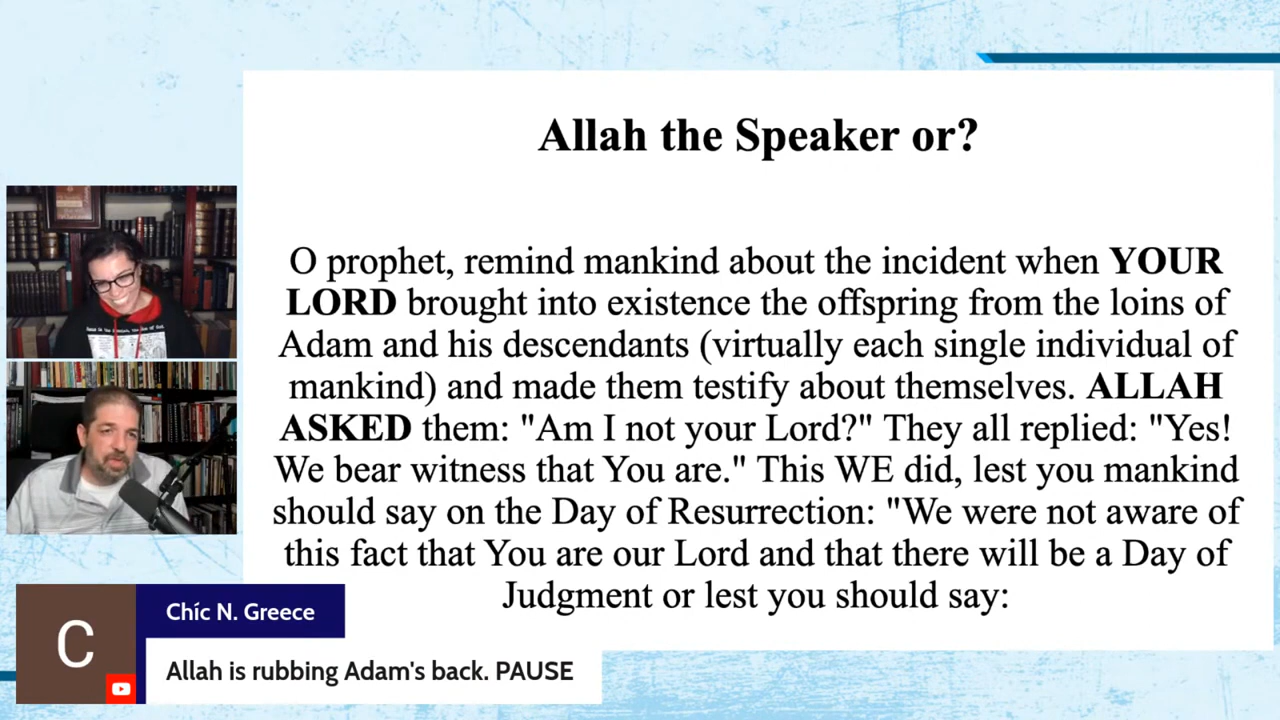 Allah the Speaker or?
O prophet, remind mankind about the incident when YOUR
LORD brought into existence the offspring from the loins of
Adam and his descendants (virtually each single individual of
mankind) and made them testify about themselves. ALLAH
ASKED them: "Am I not your Lord?" They all replied: "Yes!
We bear witness that You are." This WE did, lest you mankind
should say on the Day of Resurrection: "We were not aware of
this fact that You are our Lord and that there will be a Day of
Judgment or lest you should say:
C
Chíc N. Greece
Allah is rubbing Adam's back. PAUSE